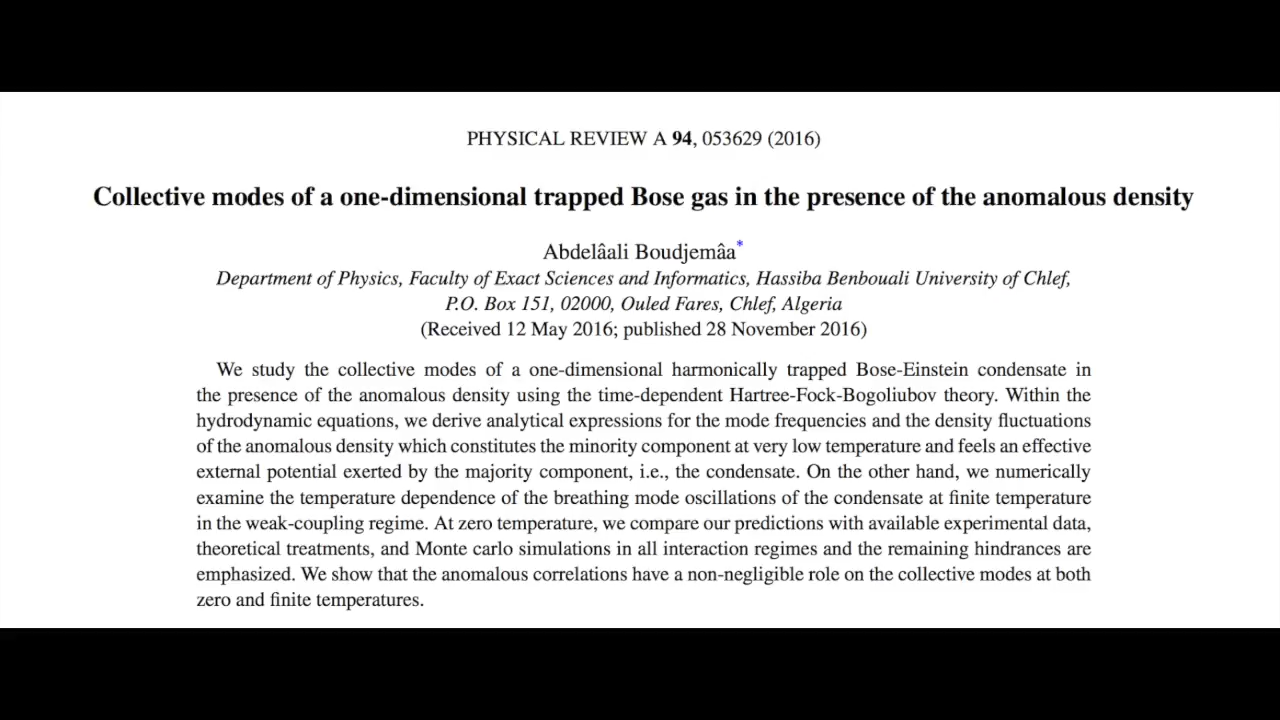 PHYSICAL REVIEW A 94, 053629 (2016)
Collective modes of a one-dimensional trapped Bose gas in the presence of the anomalous density
Abdelâali Boudjemâa*
Department of Physics, Faculty of Exact Sciences and Informatics, Hassiba Benbouali University of Chlef,
P.O. Box 151, 02000, Ouled Fares, Chlef, Algeria
(Received 12 May 2016; published 28 November 2016)
We study the collective modes of a one-dimensional harmonically trapped Bose-Einstein condensate in
the presence of the anomalous density using the time-dependent Hartree-Fock-Bogoliubov theory. Within the
hydrodynamic equations, we derive analytical expressions for the mode frequencies and the density fluctuations
of the anomalous density which constitutes the minority component at very low temperature and feels an effective
external potential exerted by the majority component, i.e., the condensate. On the other hand, we numerically
examine the temperature dependence of the breathing mode oscillations of the condensate at finite temperature
in the weak-coupling regime. At zero temperature, we compare our predictions with available experimental data,
theoretical treatments, and Monte carlo simulations in all interaction regimes and the remaining hindrances are
emphasized. We show that the anomalous correlations have a non-negligible role on the collective modes at both
zero and finite temperatures.